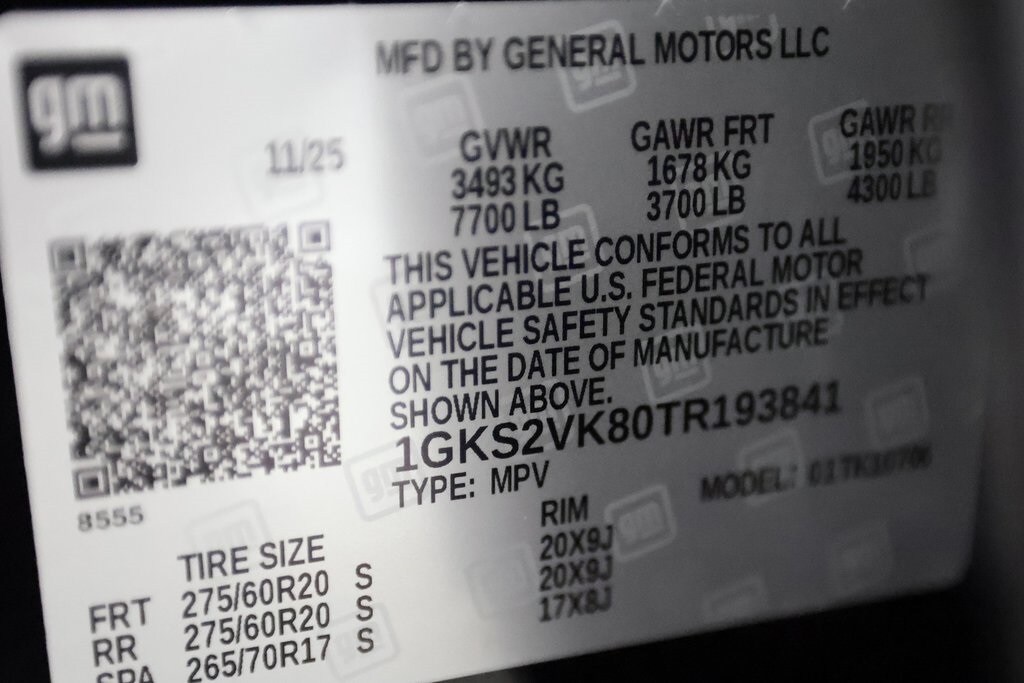 gm
MFD BY GENERAL MOTORS LLC
11/25
GVWR GAWR FRT GAWR
3493 KG 1678 KG 1950 KG
7700 LB 3700 LB 4300 LB
THIS VEHICLE CONFORMS TO ALL
APPLICABLE U.S. FEDERAL MOTOR
VEHICLE SAFETY STANDARDS IN EFFECT
ON THE DATE OF MANUFACTURE
SHOWN ABOVE.
1GKS2VK80TR193841
TYPE: MPV MODEL:
8555
TIRE SIZE RIM
FRT 275/60R20 S 20X9J
RR 275/60R20 S 20X9J
SPA 265/70R17 S 17X8J